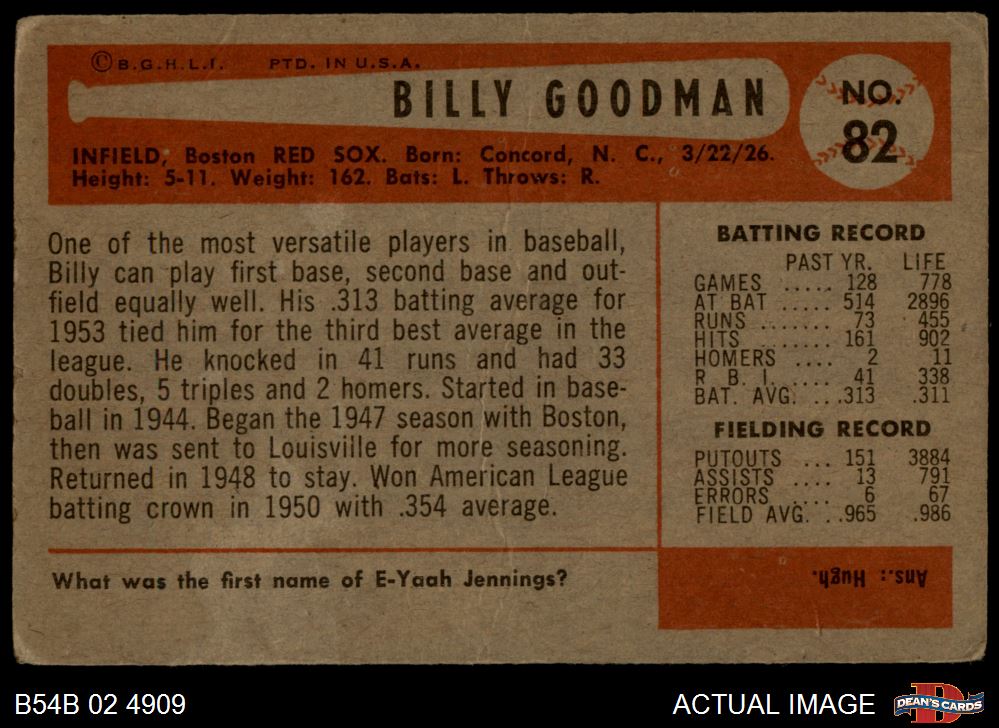 ©B.G.H.L.I. PTD. IN U.S.A.
BILLY GOODMAN
NO.
82
INFIELD, Boston RED SOX. Born: Concord, N. C., 3/22/26.
Height: 5-11. Weight: 162. Bats: L. Throws: R.
One of the most versatile players in baseball,
Billy can play first base, second base and out-
field equally well. His .313 batting average for
1953 tied him for the third best average in the
league. He knocked in 41 runs and had 33
doubles, 5 triples and 2 homers. Started in base-
ball in 1944. Began the 1947 season with Boston,
then was sent to Louisville for more seasoning.
Returned in 1948 to stay. Won American League
batting crown in 1950 with .354 average.
BATTING RECORD
PAST YR. LIFE
GAMES ..... 128 778
AT BAT ..... 514 2896
RUNS ....... 73 455
HITS ....... 161 902
HOMERS .... 2 11
R. B. I. .... 41 338
BAT. AVG. ...313 .311
FIELDING RECORD
PUTOUTS ... 151 3884
ASSISTS .... 13 791
ERRORS .... 6 67
FIELD AVG. ..965 .986
What was the first name of E-Yaah Jennings?
Ans.: Hugh.
B54B 02 4909
ACTUAL IMAGE
DEAN'S CARDS